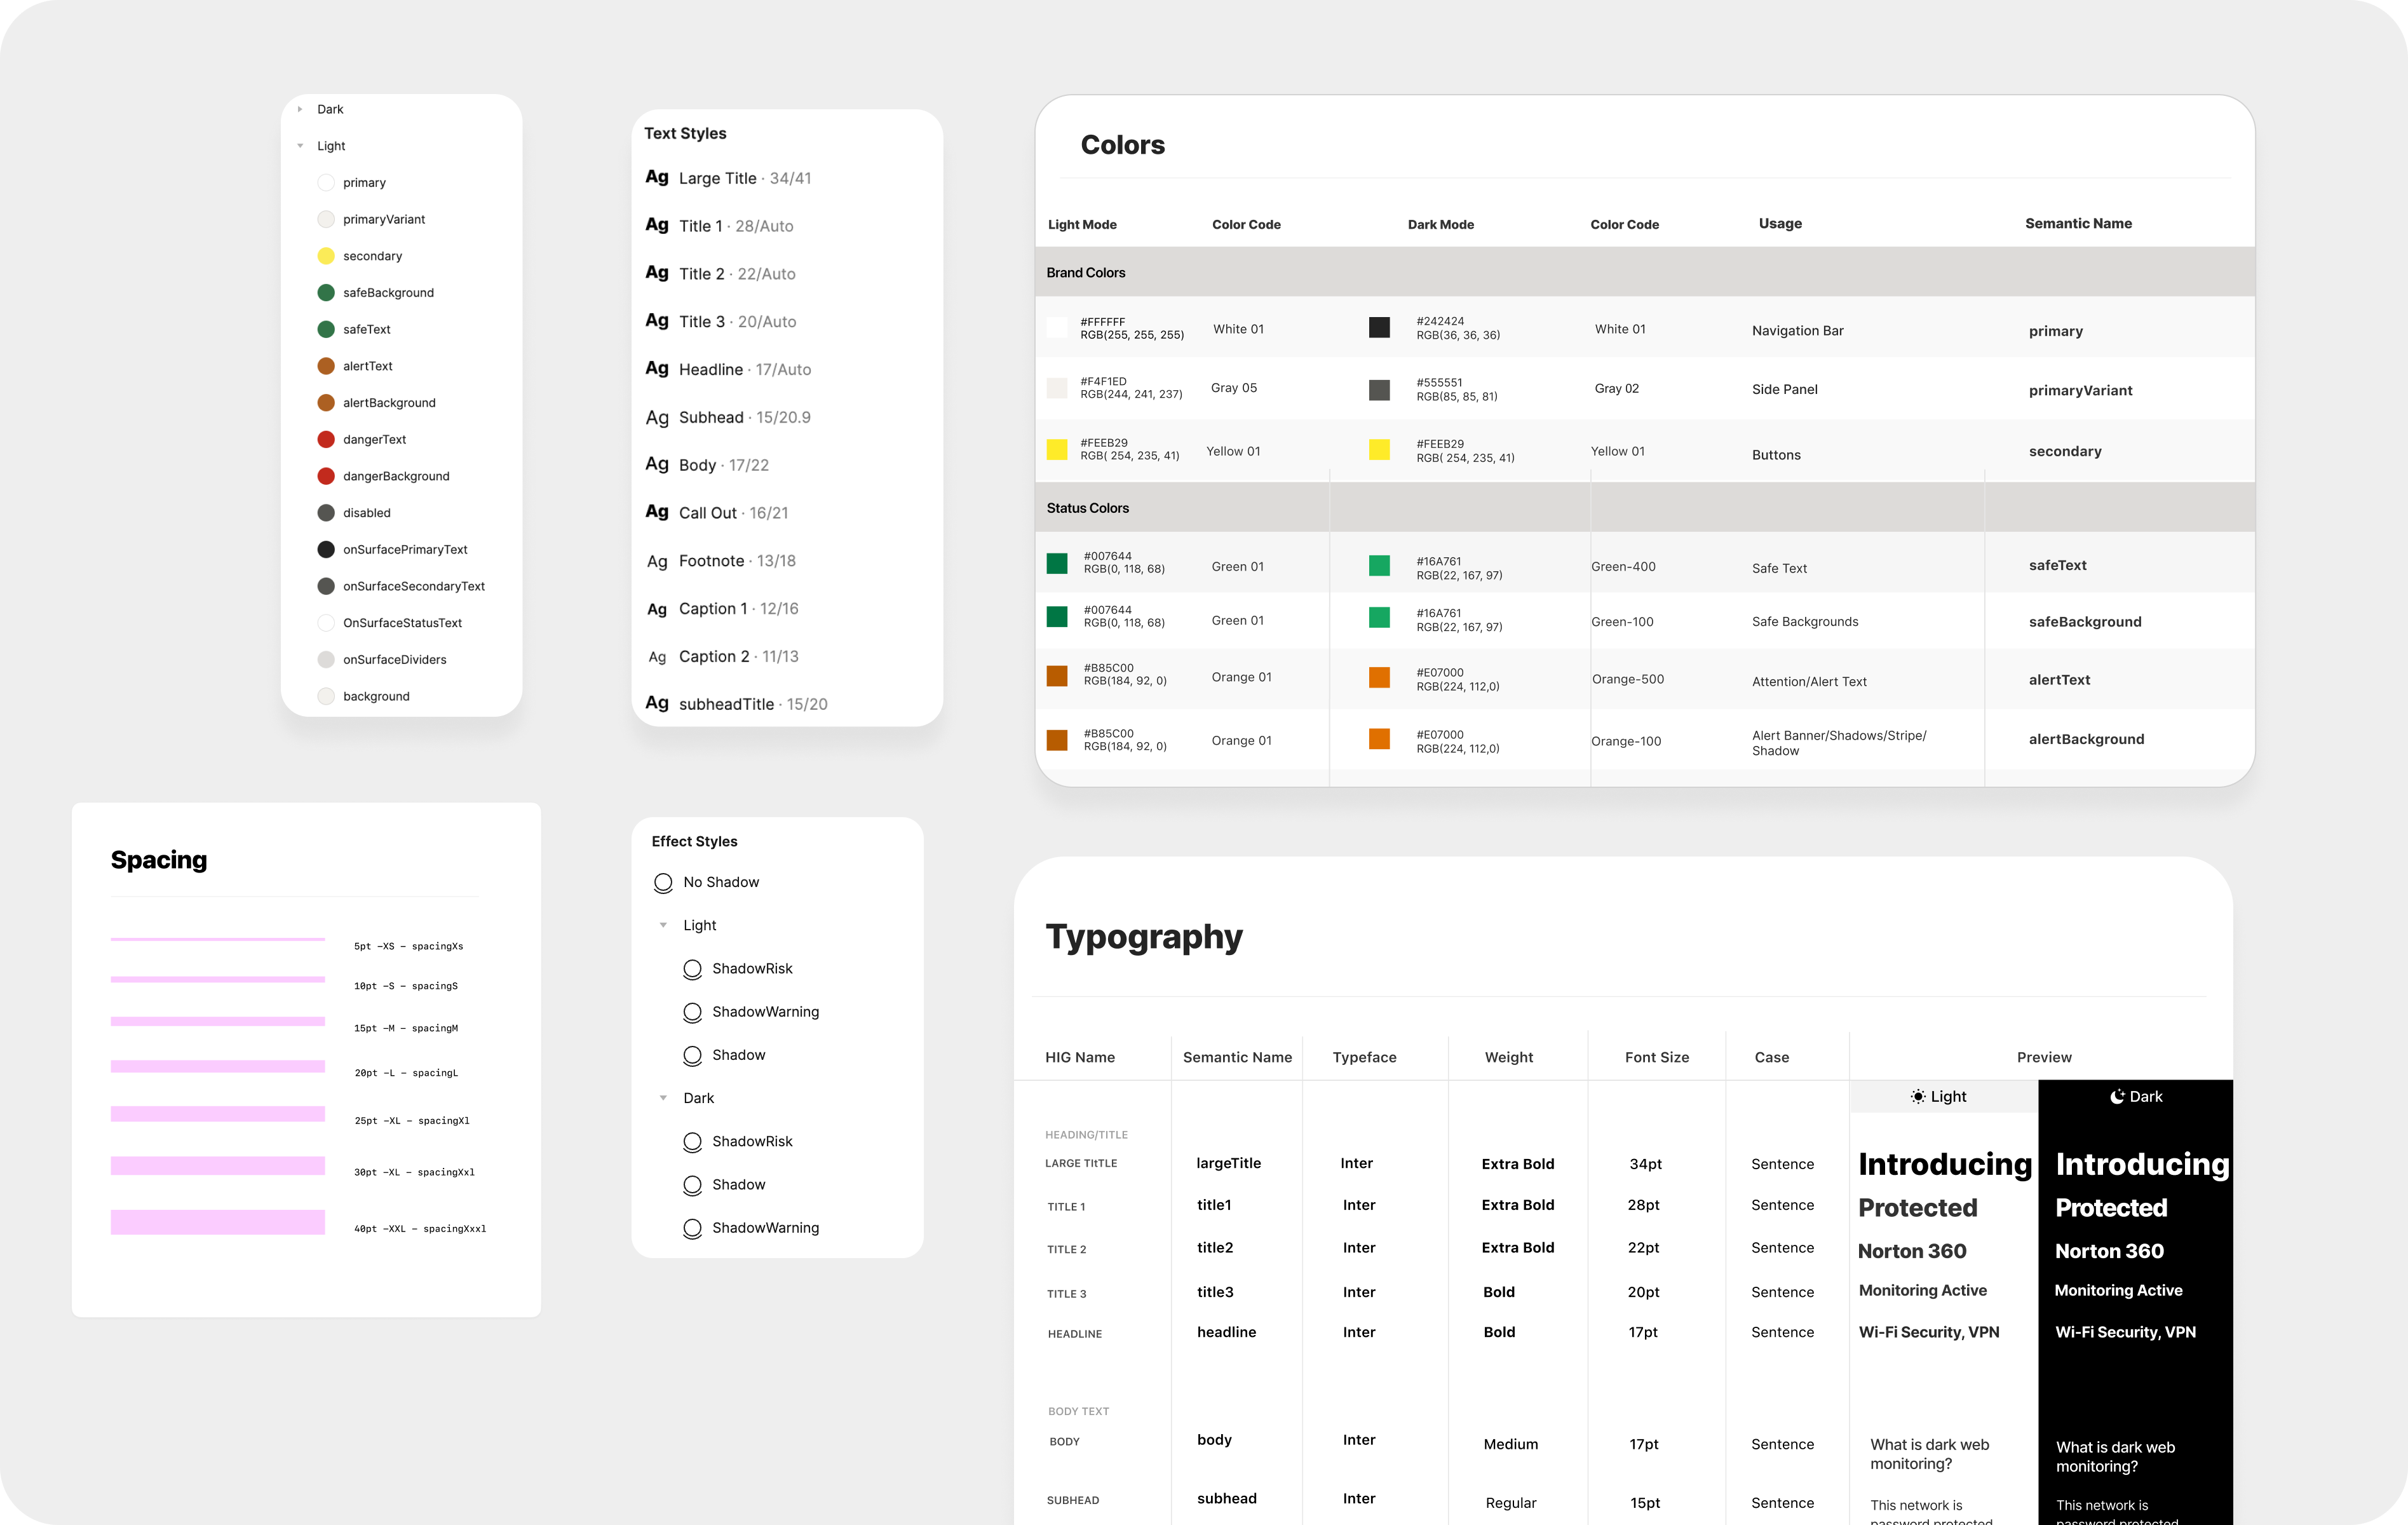 Dark
Light
primary
primaryVariant
secondary
safeBackground
safeText
alertText
alertBackground
dangerText
dangerBackground
disabled
onSurfacePrimaryText
onSurfaceSecondaryText
OnSurfaceStatusText
onSurfaceDividers
background
Text Styles
Ag Large Title · 34/41
Ag Title 1 · 28/Auto
Ag Title 2 · 22/Auto
Ag Title 3 · 20/Auto
Ag Headline · 17/Auto
Ag Subhead · 15/20.9
Ag Body · 17/22
Ag Call Out · 16/21
Ag Footnote · 13/18
Ag Caption 1 · 12/16
Ag Caption 2 · 11/13
Ag subheadTitle · 15/20
Colors
Light Mode Color Code Dark Mode Color Code Usage Semantic Name
Brand Colors
#FFFFFF
RGB(255, 255, 255)
White 01
#242424
RGB(36, 36, 36)
White 01
Navigation Bar
primary
#F4F1ED
RGB(244, 241, 237)
Gray 05
#555551
RGB(85, 85, 81)
Gray 02
Side Panel
primaryVariant
#FEEB29
RGB( 254, 235, 41)
Yellow 01
#FEEB29
RGB( 254, 235, 41)
Yellow 01
Buttons
secondary
Status Colors
#007644
RGB(0, 118, 68)
Green 01
#16A761
RGB(22, 167, 97)
Green-400
Safe Text
safeText
#007644
RGB(0, 118, 68)
Green 01
#16A761
RGB(22, 167, 97)
Green-100
Safe Backgrounds
safeBackground
#B85C00
RGB(184, 92, 0)
Orange 01
#E07000
RGB(224, 112,0)
Orange-500
Attention/Alert Text
alertText
#B85C00
RGB(184, 92, 0)
Orange 01
#E07000
RGB(224, 112,0)
Orange-100
Alert Banner/Shadows/Stripe/
Shadow
alertBackground
Spacing
5pt –XS – spacingXs
10pt –S – spacingS
15pt –M – spacingM
20pt –L – spacingL
25pt –XL – spacingXl
30pt –XL – spacingXxl
40pt –XXL – spacingXxxl
Effect Styles
No Shadow
Light
ShadowRisk
ShadowWarning
Shadow
Dark
ShadowRisk
Shadow
ShadowWarning
Typography
HIG Name Semantic Name Typeface Weight Font Size Case Preview
Light Dark
HEADING/TITLE
LARGE TItTLE largeTitle Inter Extra Bold 34pt Sentence Introducing Introducing
TITLE 1 title1 Inter Extra Bold 28pt Sentence Protected Protected
TITLE 2 title2 Inter Extra Bold 22pt Sentence Norton 360 Norton 360
TITLE 3 title3 Inter Bold 20pt Sentence Monitoring Active Monitoring Active
HEADLINE headline Inter Bold 17pt Sentence Wi-Fi Security, VPN Wi-Fi Security, VPN
BODY TEXT
BODY body Inter Medium 17pt Sentence
What is dark web
monitoring?
What is dark web
monitoring?
SUBHEAD subhead Inter Regular 15pt Sentence
This network is
password protected
This network is
password protected